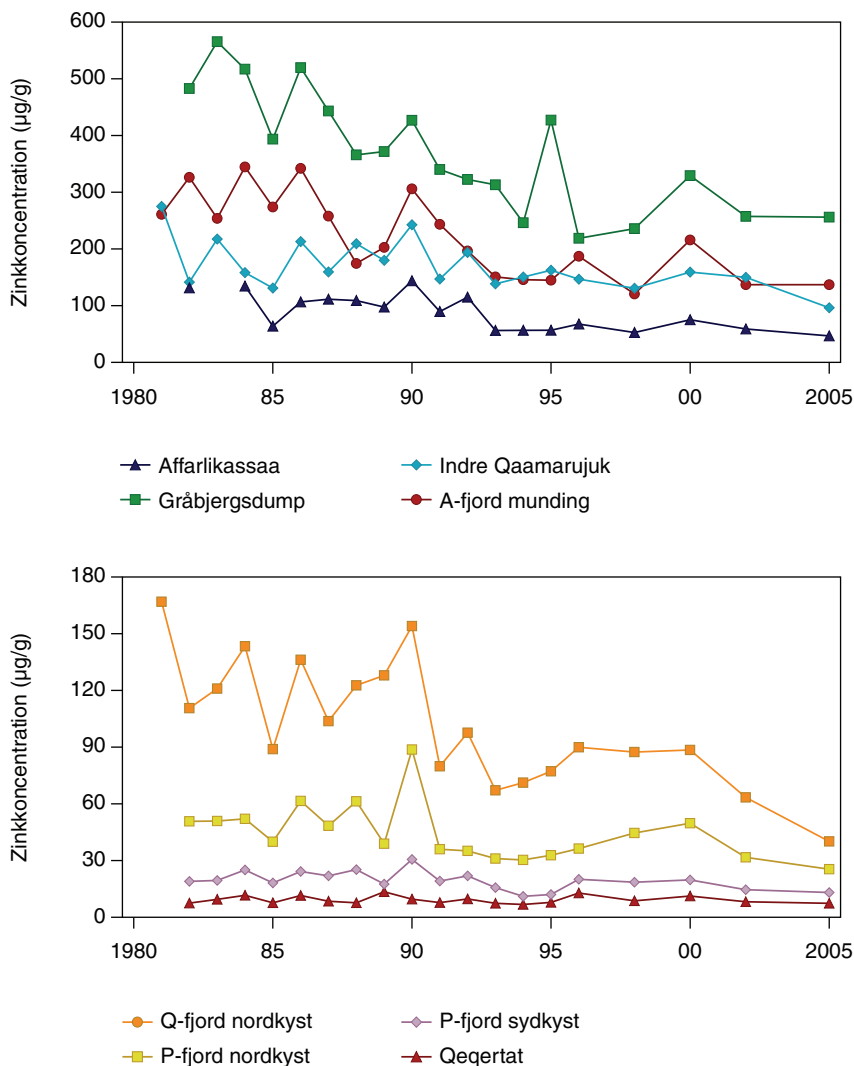 Zinkkoncentration (µg/g)
600
500
400
300
200
100
0
1980 85 90 95 00 2005
Affarlikassaa Indre Qaamarujuk
Gråbjergsdump A-fjord munding
Zinkkoncentration (µg/g)
180
150
120
90
60
30
0
1980 85 90 95 00 2005
Q-fjord nordkyst P-fjord sydkyst
P-fjord nordkyst Qeqertat